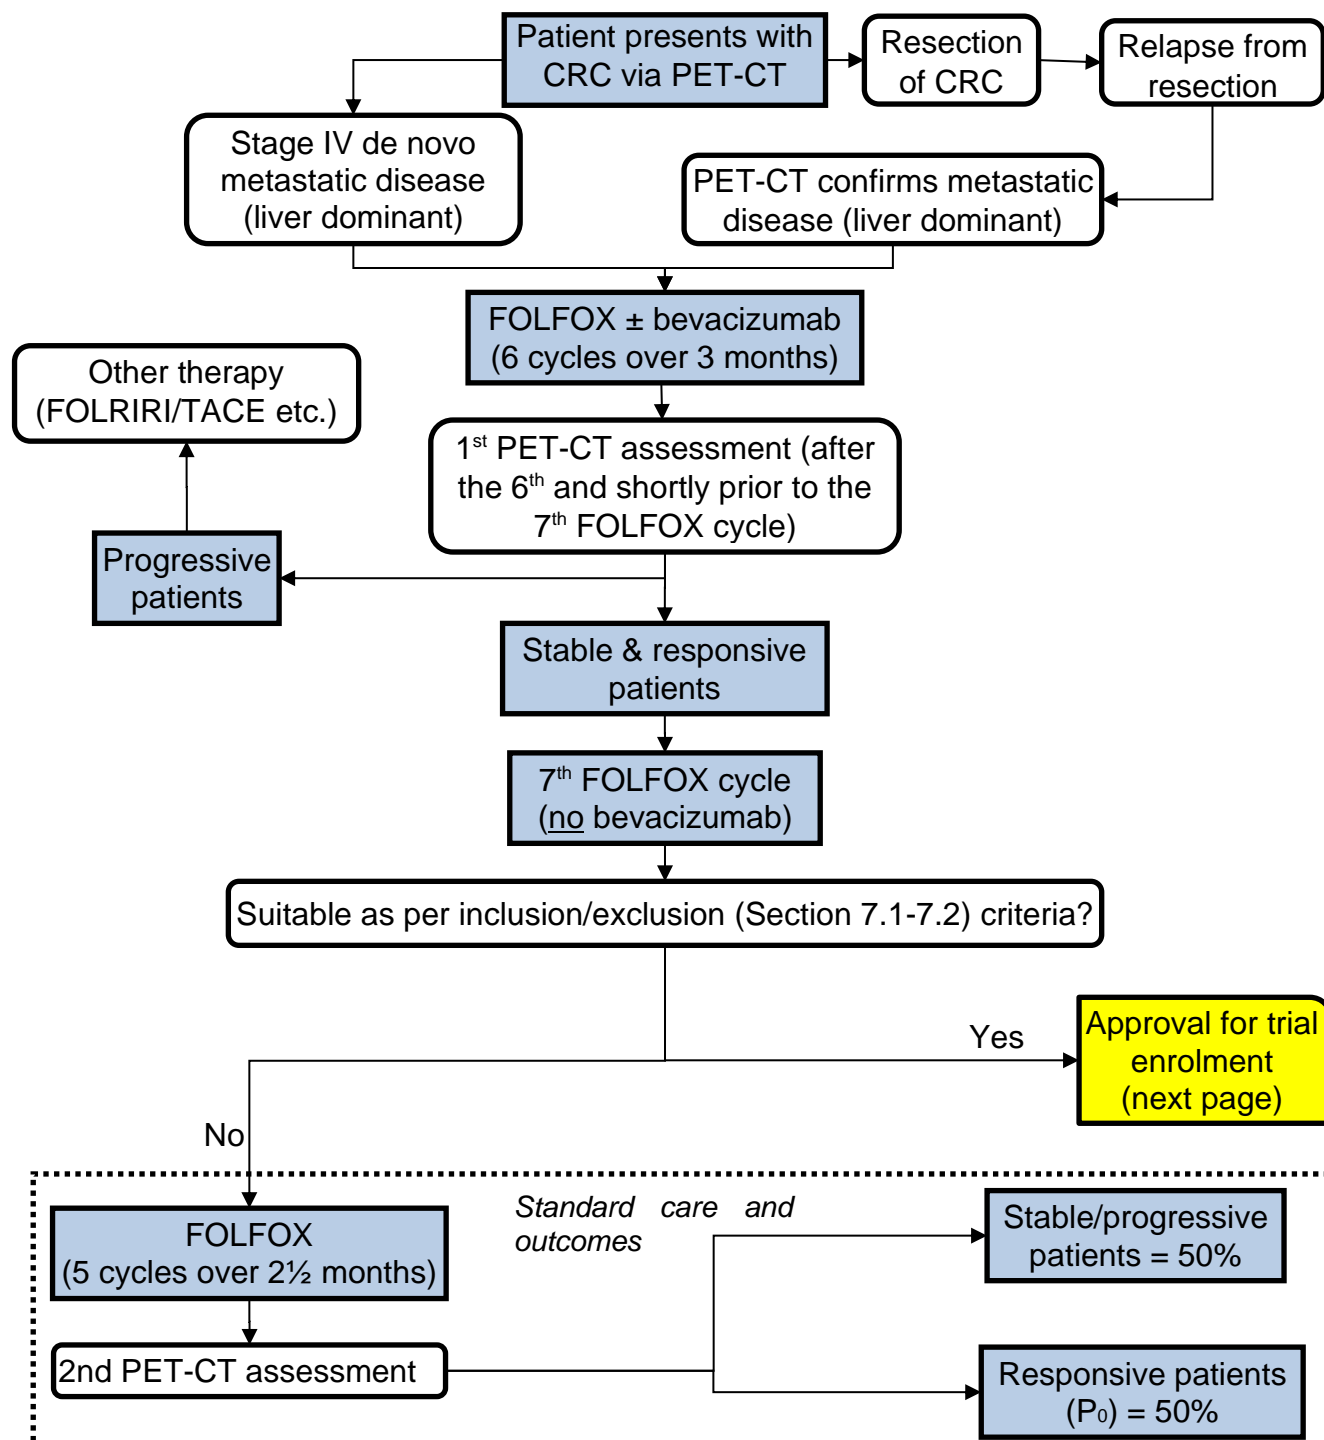 Patient presents with
CRC via PET-CT
Resection
of CRC
Relapse from
resection
Stage IV de novo
metastatic disease
(liver dominant)
PET-CT confirms metastatic
disease (liver dominant)
FOLFOX ± bevacizumab
(6 cycles over 3 months)
Other therapy
(FOLRIRI/TACE etc.)
1st PET-CT assessment (after
the 6th and shortly prior to the
7th FOLFOX cycle)
Progressive
patients
Stable & responsive
patients
7th FOLFOX cycle
(no bevacizumab)
Suitable as per inclusion/exclusion (Section 7.1-7.2) criteria?
Yes
Approval for trial
enrolment
(next page)
No
FOLFOX
(5 cycles over 2½ months)
Standard care and
outcomes
Stable/progressive
patients = 50%
2nd PET-CT assessment
Responsive patients
(P0) = 50%